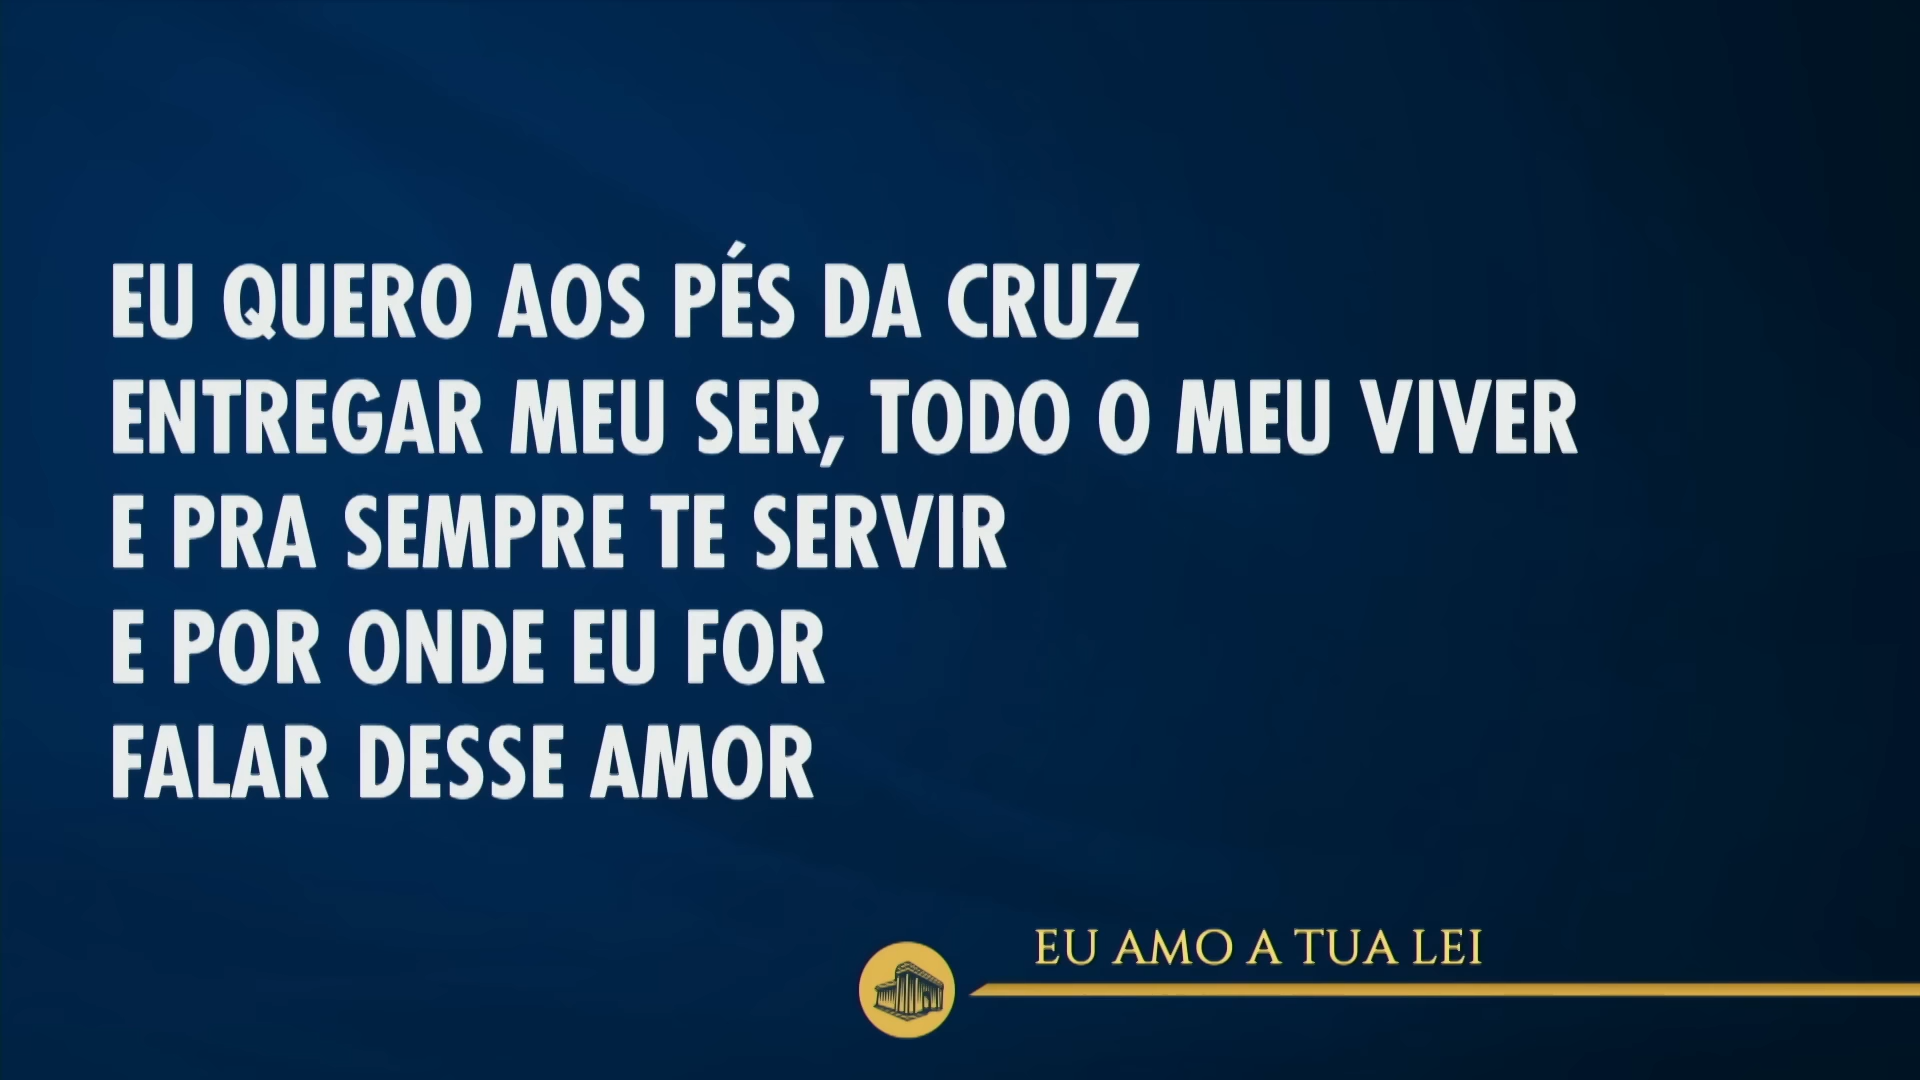 EU QUERO AOS PÉS DA CRUZ
ENTREGAR MEU SER, TODO O MEU VIVER
E PRA SEMPRE TE SERVIR
E POR ONDE EU FOR
FALAR DESSE AMOR
EU AMO A TUA LEI